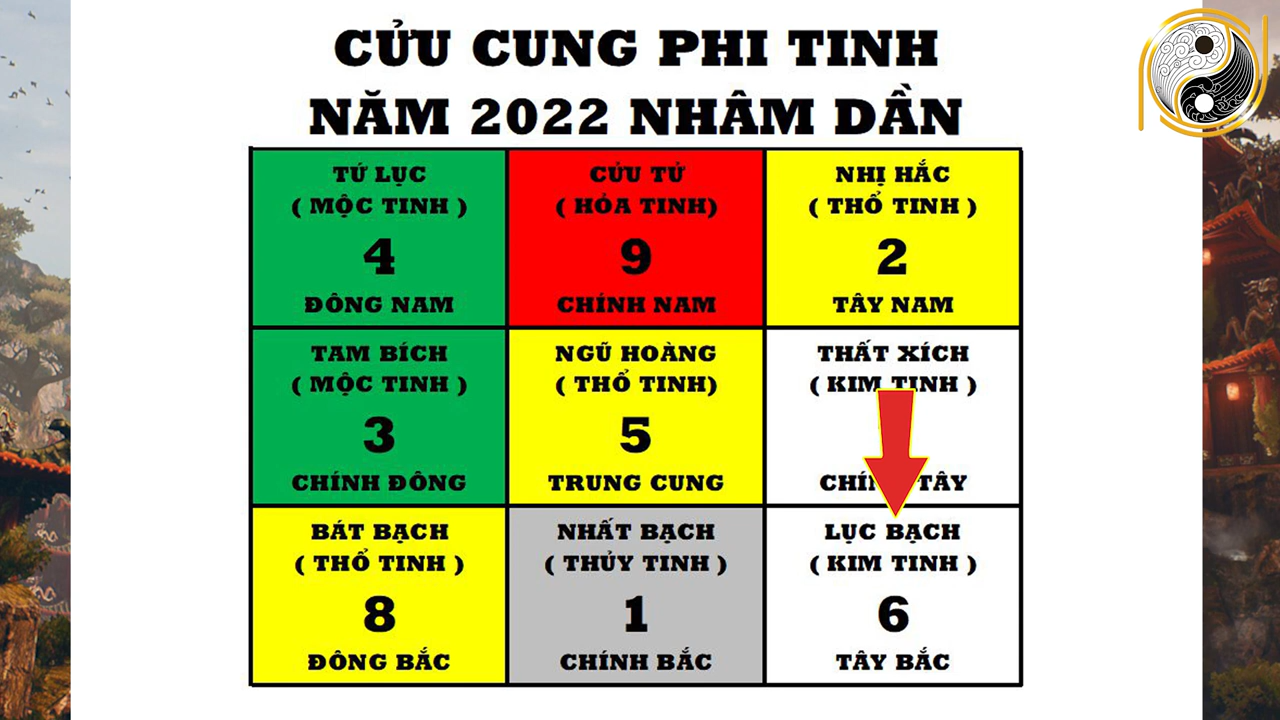 CỬU CUNG PHI TINH
NĂM 2022 NHÂM DẦN
TỨ LỤC
( MỘC TINH )
4
ĐÔNG NAM
CỬU TỬ
( HỎA TINH)
9
CHÍNH NAM
NHỊ HẮC
( THỔ TINH )
2
TÂY NAM
TAM BÍCH
( MỘC TINH )
3
CHÍNH ĐÔNG
NGŨ HOÀNG
( THỔ TINH)
5
TRUNG CUNG
THẤT XÍCH
( KIM TINH )
TÂY
BÁT BẠCH
( THỔ TINH )
8
ĐÔNG BẮC
NHẤT BẠCH
( THỦY TINH )
1
CHÍNH BẮC
LỤC BẠCH
( KIM TINH )
6
TÂY BẮC